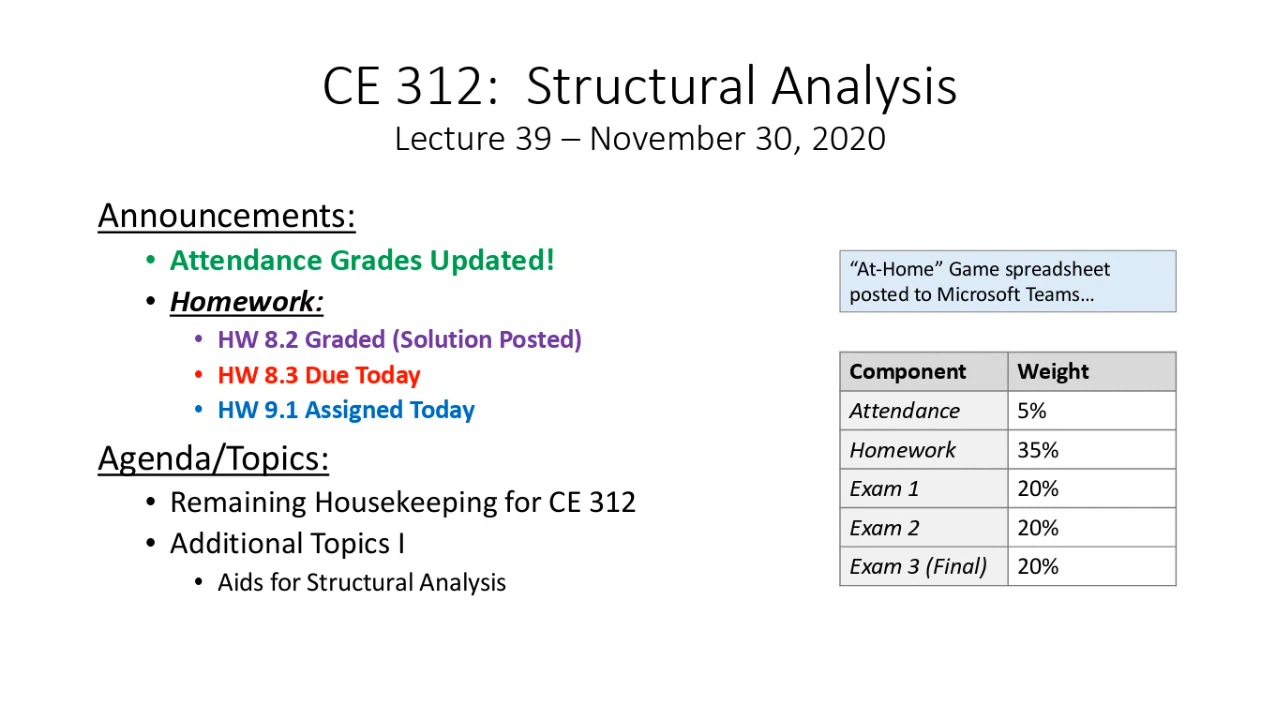 CE 312:  Structural Analysis
Lecture 39 – November 30, 2020
Announcements:
• Attendance Grades Updated!
• Homework:
• HW 8.2 Graded (Solution Posted)
• HW 8.3 Due Today
• HW 9.1 Assigned Today
Agenda/Topics:
• Remaining Housekeeping for CE 312
• Additional Topics I
• Aids for Structural Analysis
“At-Home” Game spreadsheet
posted to Microsoft Teams…
Component Weight
Attendance 5%
Homework 35%
Exam 1 20%
Exam 2 20%
Exam 3 (Final) 20%